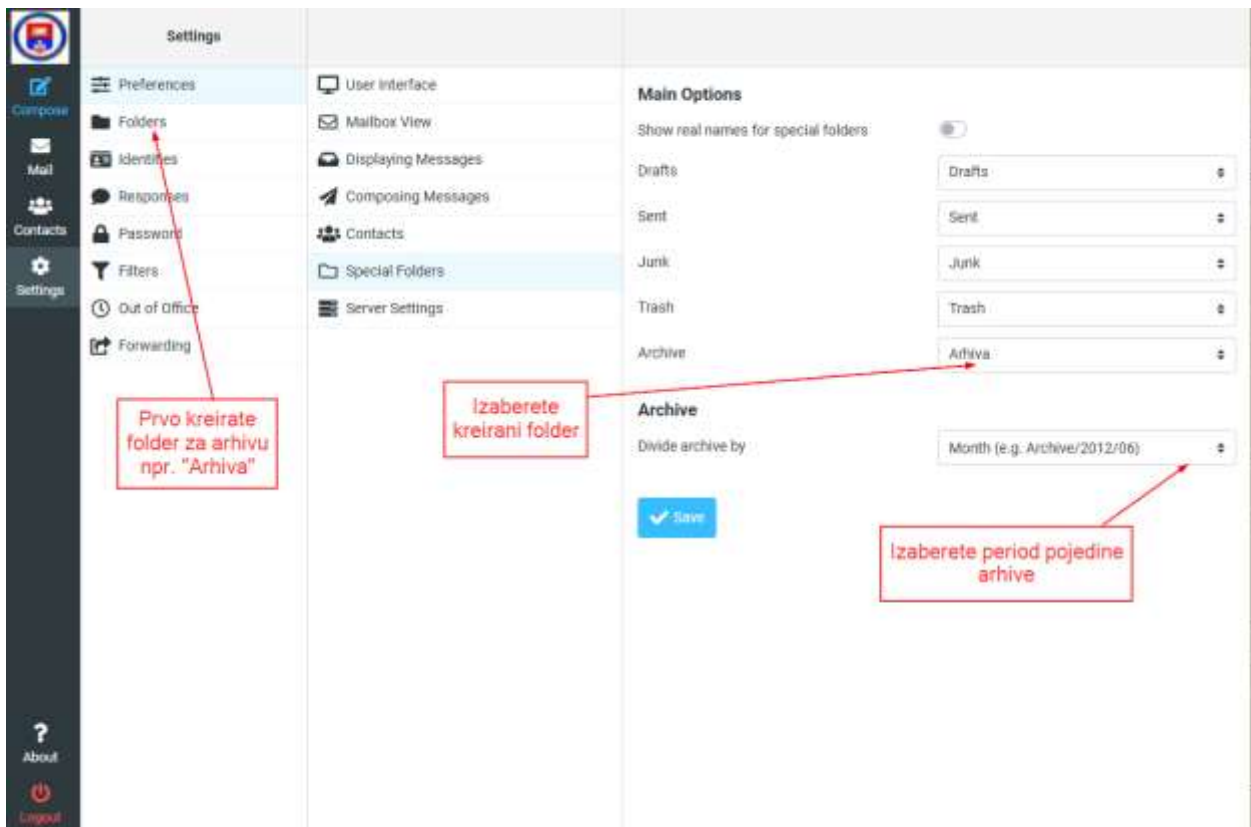 Settings
Compose
Mail
Contacts
Settings
About
Logout
Preferences
Folders
Identities
Responses
Password
Filters
Out of Office
Forwarding
Prvo kreirate
folder za arhivu
npr. "Arhiva"
User Interface
Mailbox View
Displaying Messages
Composing Messages
Contacts
Special Folders
Server Settings
Izaberete
kreirani folder
Main Options
Show real names for special folders
Drafts Drafts
Sent Sent
Junk Junk
Trash Trash
Archive Arhiva
Archive
Divide archive by Month (e.g. Archive/2012/06)
Save
Izaberete period pojedine
arhive